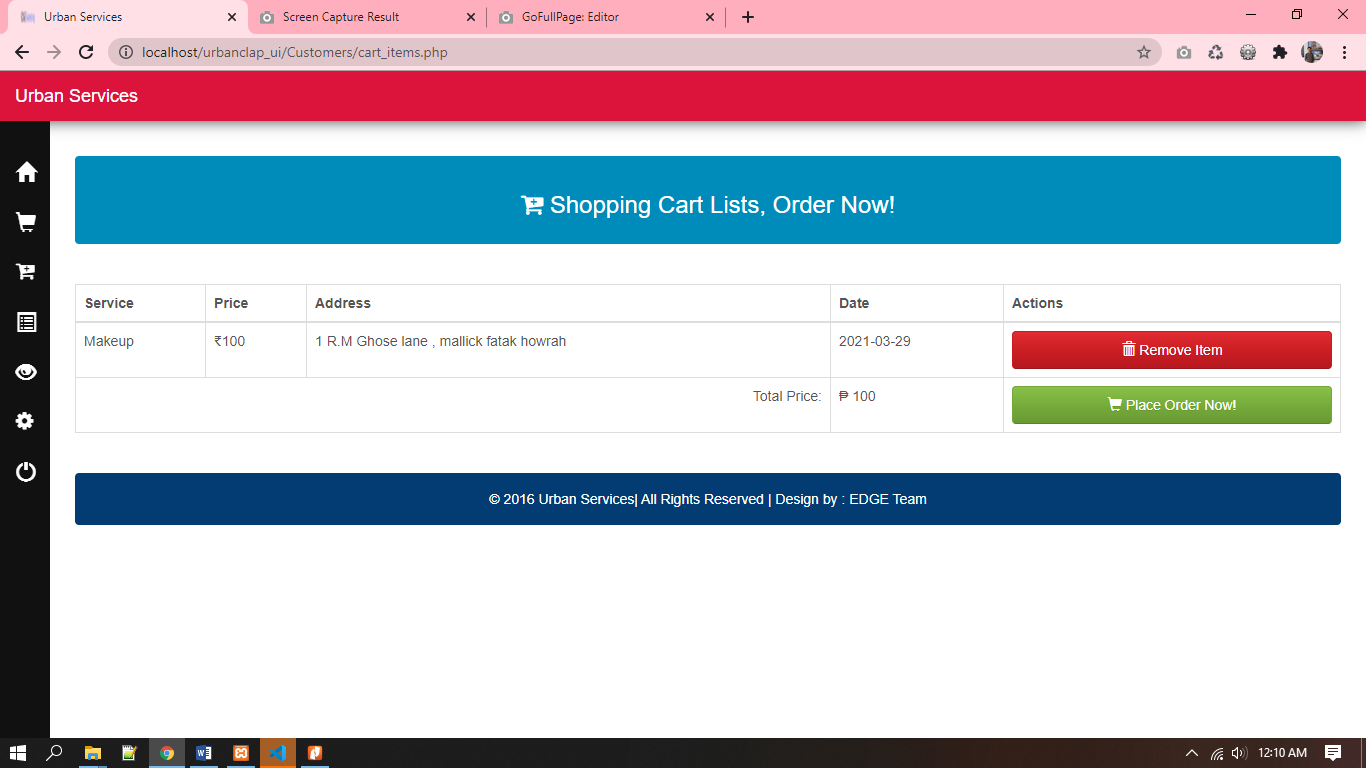 Urban Services
Screen Capture Result
GoFullPage: Editor
localhost/urbanclap_ui/Customers/cart_items.php
Urban Services
Shopping Cart Lists, Order Now!
Service Price Address Date Actions
Makeup ₹100 1 R.M Ghose lane , mallick fatak howrah 2021-03-29 Remove Item
Total Price: ₱ 100 Place Order Now!
© 2016 Urban Services| All Rights Reserved | Design by : EDGE Team
12:10 AM